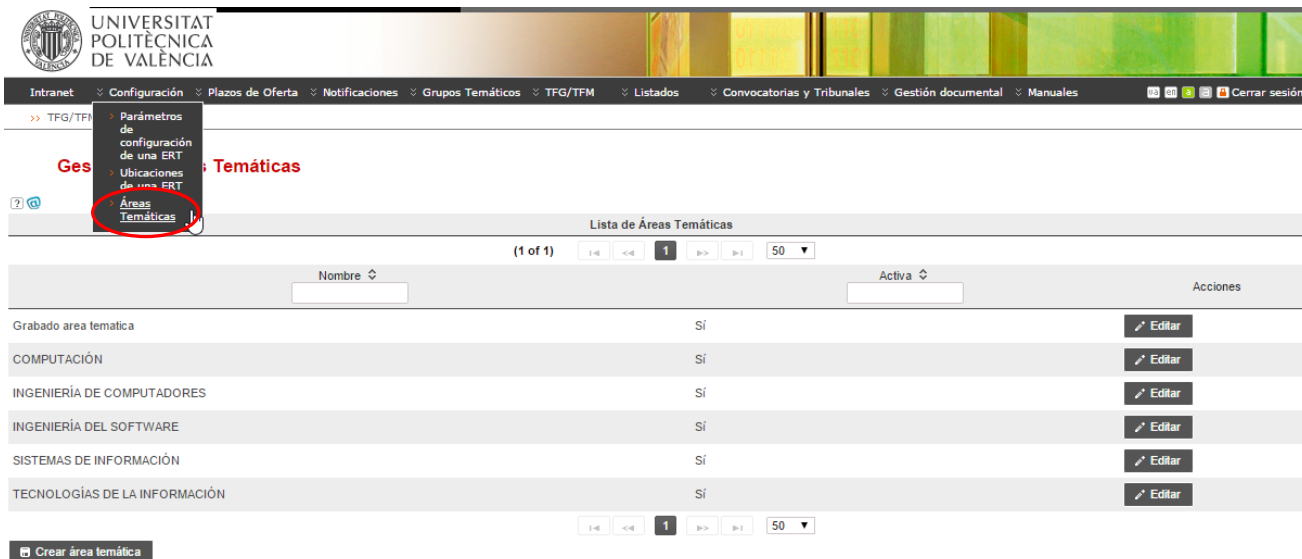 UNIVERSITAT
POLITÈCNICA
DE VALÈNCIA
Intranet Configuración Plazos de Oferta Notificaciones Grupos Temáticos TFG/TFM Listados Convocatorias y Tribunales Gestión documental Manuales va en a a Cerrar sesión
>> TFG/TFM
Parámetros
de
configuración
de una ERT
Ubicaciones
de una ERT
Áreas
Temáticas
Ges Temáticas
?
Lista de Áreas Temáticas
(1 of 1) 1 50
Nombre Activa Acciones
Grabado area tematica Sí Editar
COMPUTACIÓN Sí Editar
INGENIERÍA DE COMPUTADORES Sí Editar
INGENIERÍA DEL SOFTWARE Sí Editar
SISTEMAS DE INFORMACIÓN Sí Editar
TECNOLOGÍAS DE LA INFORMACIÓN Sí Editar
1 50
Crear área temática